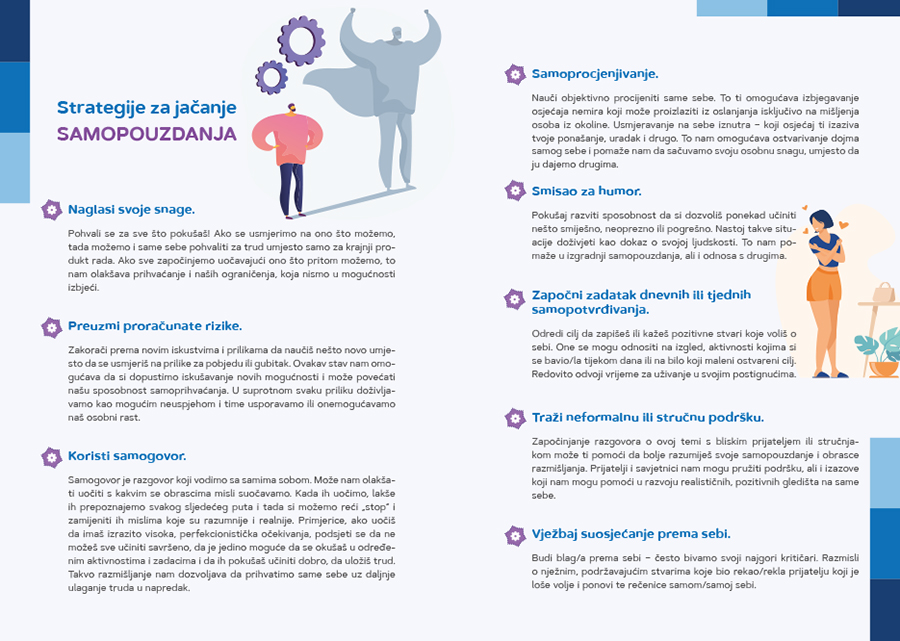 Strategije za jačanje
SAMOPOUZDANJA
Naglasi svoje snage.
Pohvali se za sve što pokušaš! Ako se usmjerimo na ono što možemo,
tada možemo i same sebe pohvaliti za trud umjesto samo za krajnji pro-
dukt rada. Ako sve započinjemo uočavajući ono što pritom možemo, to
nam olakšava prihvaćanje i naših ograničenja, koja nismo u mogućnosti
izbjeći.
Preuzmi proračunate rizike.
Zakorači prema novim iskustvima i prilikama da naučiš nešto novo umje-
sto da se usmjeriš na prilike za pobjedu ili gubitak. Ovakav stav nam omo-
gućava da si dopustimo iskušavanje novih mogućnosti i može povećati
našu sposobnost samoprihvaćanja. U suprotnom svaku priliku doživlja-
vamo kao mogućim neuspjehom i time usporavamo ili onemogućavamo
naš osobni rast.
Koristi samogovor.
Samogovor je razgovor koji vodimo sa samima sobom. Može nam olakša-
ti uočiti s kakvim se obrascima misli suočavamo. Kada ih uočimo, lakše
ih prepoznajemo svakog sljedećeg puta i tada si možemo reći „stop“ i
zamijeniti ih mislima koje su razumnije i realnije. Primjerice, ako uočiš
da imaš izrazito visoka, perfekcionistička očekivanja, podsjeti se da ne
možeš sve učiniti savršeno, da je jedino moguće da se okušaš u određe-
nim aktivnostima i zadacima i da ih pokušaš učiniti dobro, da uložiš trud.
Takvo razmišljanje nam dozvoljava da prihvatimo same sebe uz daljnje
ulaganje truda u napredak.
Samoprocjenjivanje.
Nauči objektivno procijeniti same sebe. To ti omogućava izbjegavanje
osjećaja nemira koji može proizlaziti iz oslanjanja isključivo na mišljenja
osoba iz okoline. Usmjeravanje na sebe iznutra – koji osjećaj ti izaziva
tvoje ponašanje, uradak i drugo. To nam omogućava ostvarivanje dojma
samog sebe i pomaže nam da sačuvamo svoju osobnu snagu, umjesto da
ju dajemo drugima.
Smisao za humor.
Pokušaj razviti sposobnost da si dozvoliš ponekad učiniti
nešto smiješno, neoprezno ili pogrešno. Nastoj takve situ-
acije doživjeti kao dokaz o svojoj ljudskosti. To nam po-
maže u izgradnji samopouzdanja, ali i odnosa s drugima.
Započni zadatak dnevnih ili tjednih
samopotvrđivanja.
Odredi cilj da zapišeš ili kažeš pozitivne stvari koje voliš o
sebi. One se mogu odnositi na izgled, aktivnosti kojima si
se bavio/la tijekom dana ili na bilo koji maleni ostvareni cilj.
Redovito odvoji vrijeme za uživanje u svojim postignućima.
Traži neformalnu ili stručnu podršku.
Započinjanje razgovora o ovoj temi s bliskim prijateljem ili stručnja-
kom može ti pomoći da bolje razumiješ svoje samopouzdanje i obrasce
razmišljanja. Prijatelji i savjetnici nam mogu pružiti podršku, ali i izazove
koji nam mogu pomoći u razvoju realističnih, pozitivnih gledišta na same
sebe.
Vježbaj suosjećanje prema sebi.
Budi blag/a prema sebi – često bivamo svoji najgori kritičari. Razmisli
o nježnim, podržavajućim stvarima koje bio rekao/rekla prijatelju koji je
loše volje i ponovi te rečenice samom/samoj sebi.